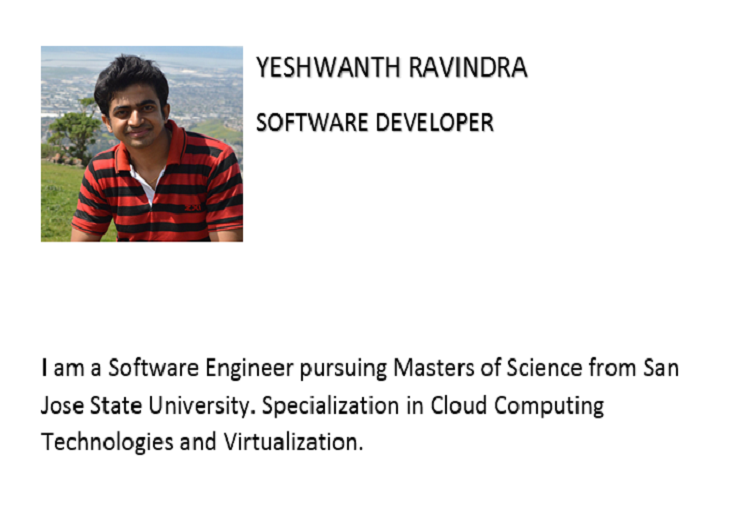 YESHWANTH RAVINDRA
SOFTWARE DEVELOPER
I am a Software Engineer pursuing Masters of Science from San
Jose State University. Specialization in Cloud Computing
Technologies and Virtualization.